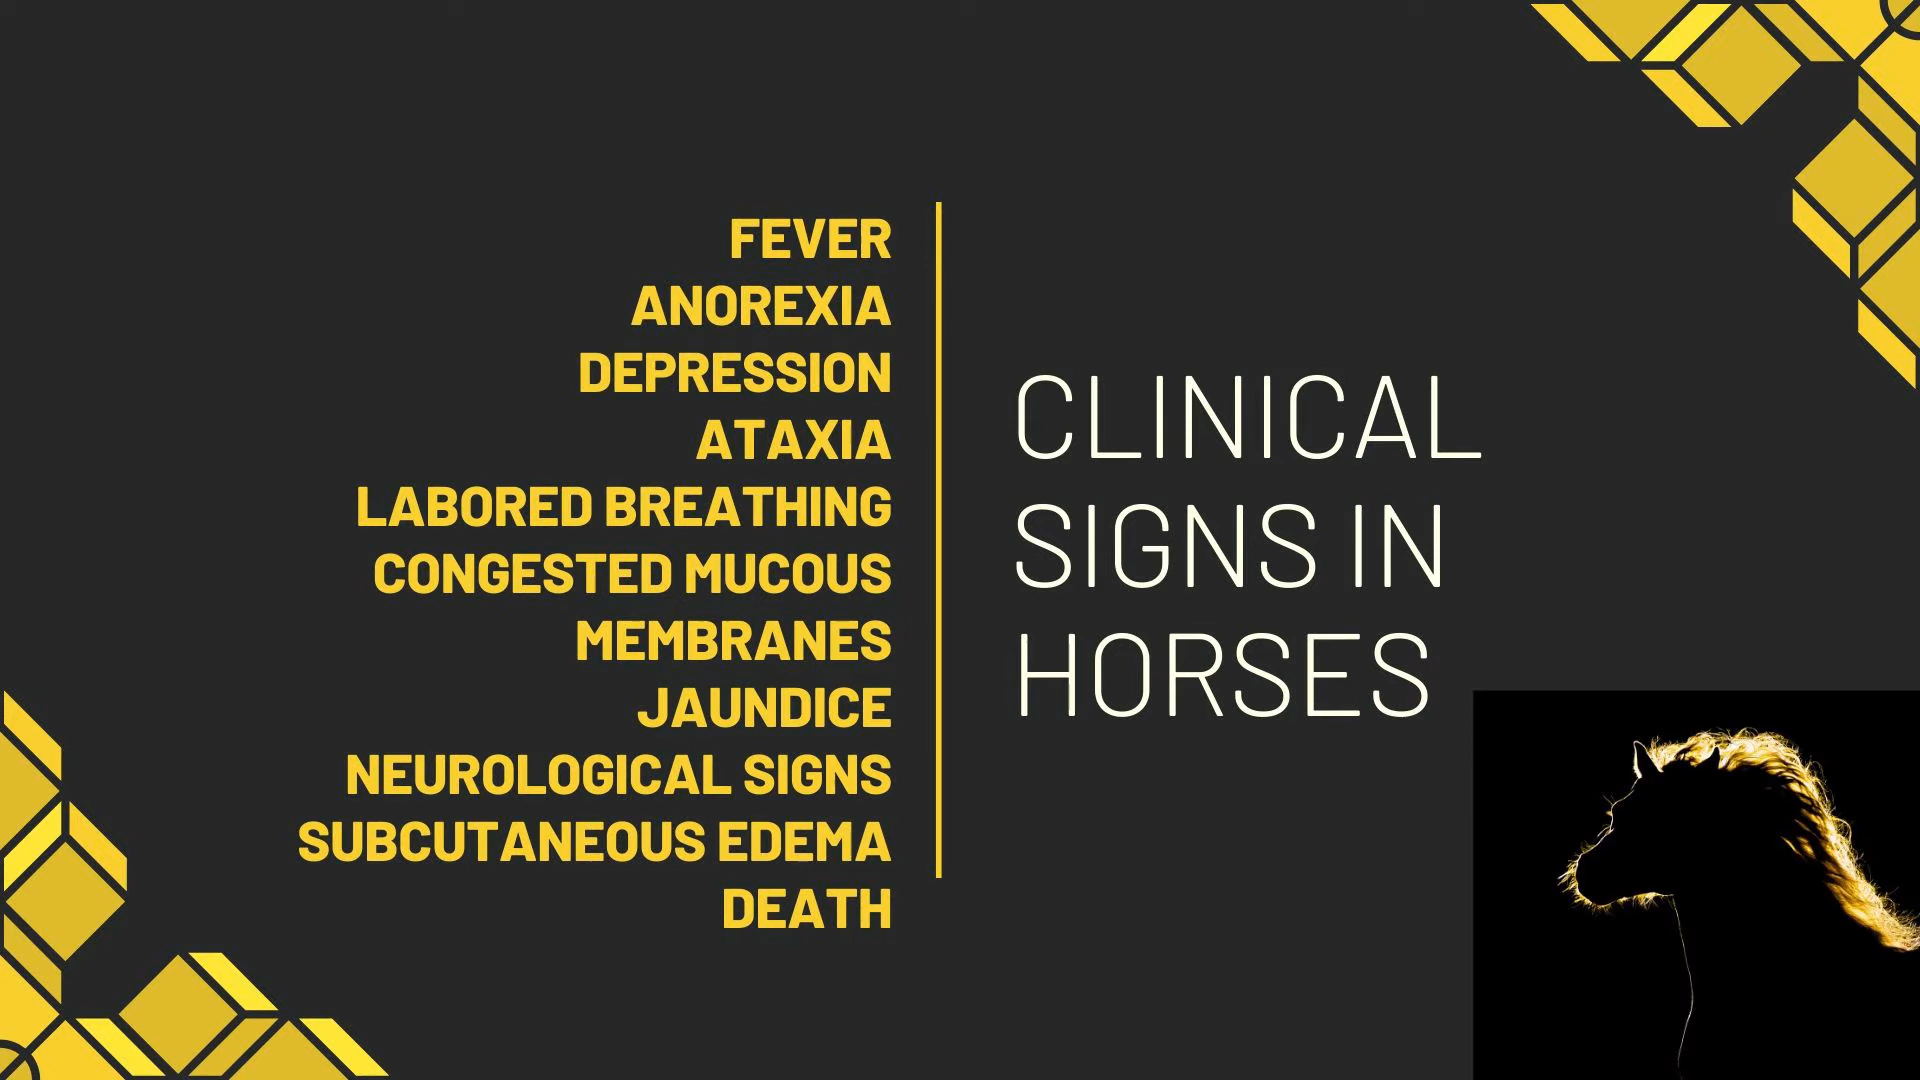 FEVER
ANOREXIA
DEPRESSION
ATAXIA
LABORED BREATHING
CONGESTED MUCOUS
MEMBRANES
JAUNDICE
NEUROLOGICAL SIGNS
SUBCUTANEOUS EDEMA
DEATH
CLINICAL
SIGNS IN
HORSES